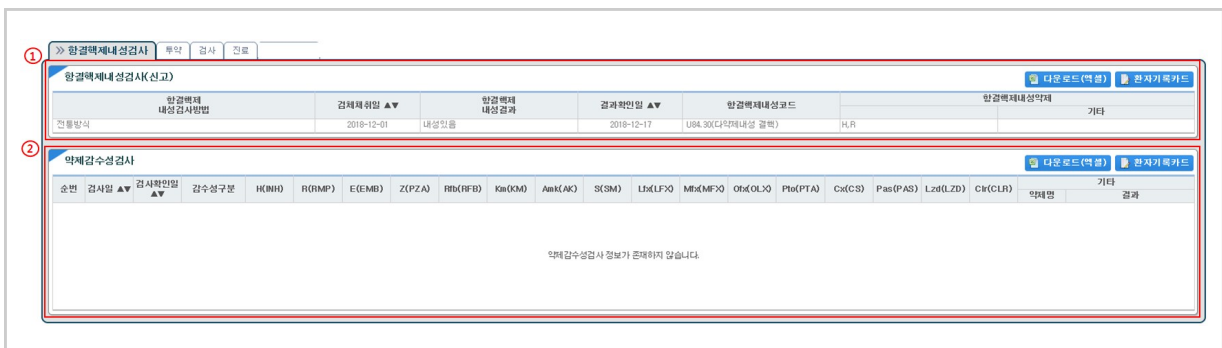 ①
≫ 항결핵제내성검사 투약 검사 진료
항결핵제내성검사(신고)
다운로드(엑셀) 환자기록카드
항결핵제 내성검사방법 검체채취일 ▲▼ 항결핵제 내성결과 결과확인일 ▲▼ 항결핵제내성코드 항결핵제내성약제
기타
전통방식 2018-12-01 내성있음 2018-12-17 U84.30(다약제내성 결핵) H,R
②
약제감수성검사
다운로드(엑셀) 환자기록카드
순번 검사일 ▲▼ 검사확인일 ▲▼ 감수성구분 H(INH) R(RMP) E(EMB) Z(PZA) Rfb(RFB) Km(KM) Amk(AK) S(SM) Lfx(LFX) Mfx(MFX) Ofx(OLX) Pto(PTA) Cx(CS) Pas(PAS) Lzd(LZD) Clr(CLR) 기타
약제명 결과
약제감수성검사 정보가 존재하지 않습니다.